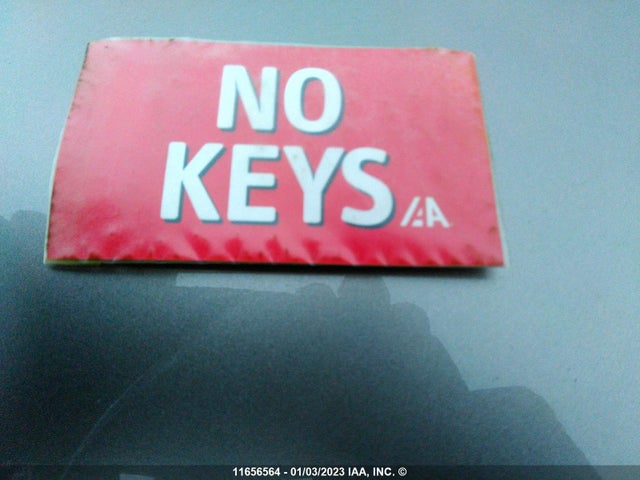 NO
KEYS
IAA
11656564 - 01/03/2023 IAA, INC. ©